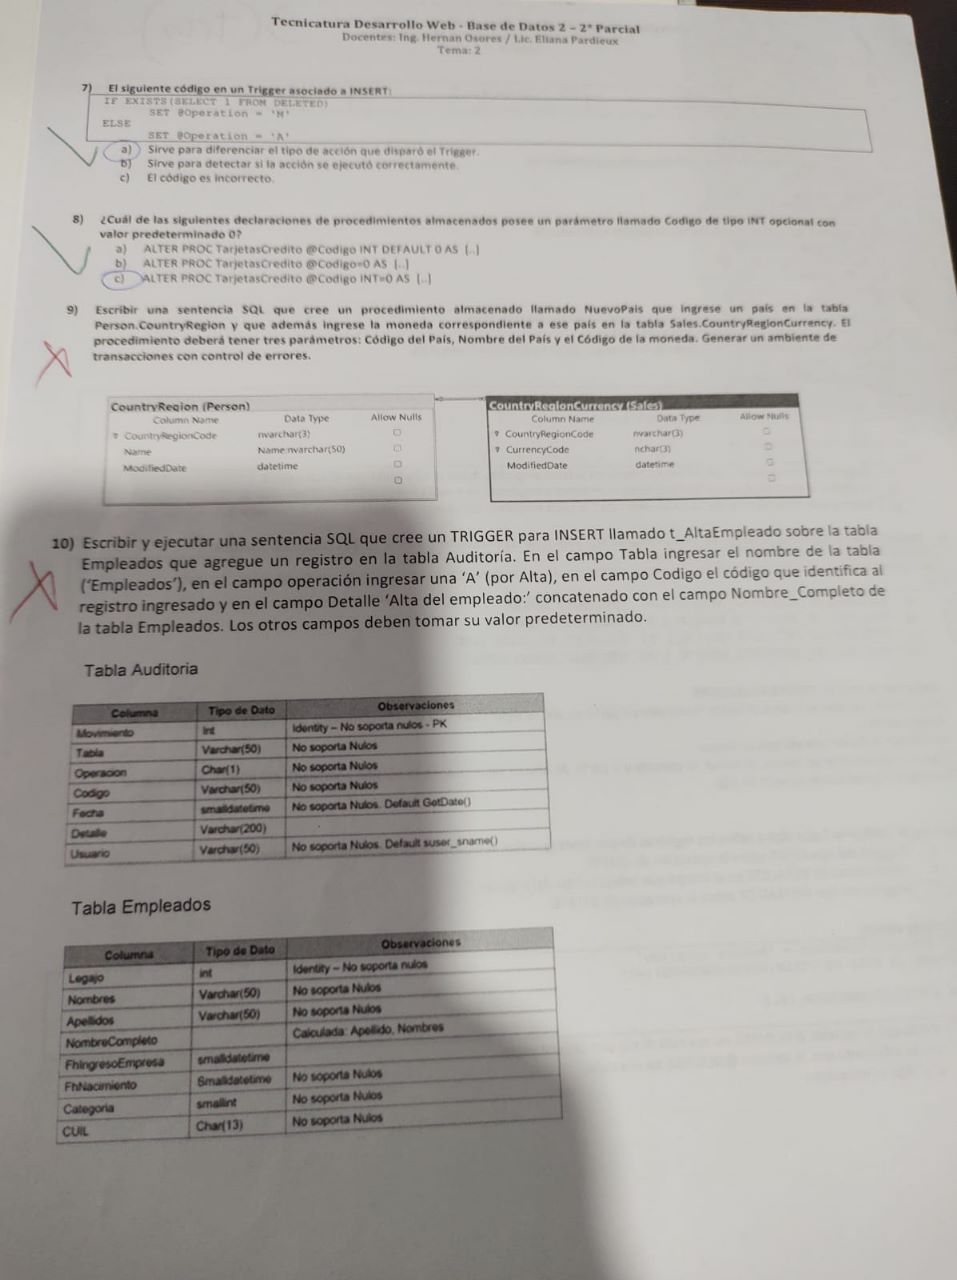 Tecnicatura Desarrollo Web - Base de Datos 2 – 2° Parcial
Docentes: Ing. Hernan Osores / Lic. Eliana Pardieux
Tema: 2
7) El siguiente código en un Trigger asociado a INSERT:
IF EXISTS(SELECT 1 FROM DELETED)
SET @Operation = 'M'
ELSE
SET @Operation = 'A'
a) Sirve para diferenciar el tipo de acción que disparó el Trigger.
b) Sirve para detectar si la acción se ejecutó correctamente.
c) El código es incorrecto.
8) ¿Cuál de las siguientes declaraciones de procedimientos almacenados posee un parámetro llamado Codigo de tipo INT opcional con
valor predeterminado 0?
a) ALTER PROC TarjetasCredito @Codigo INT DEFAULT 0 AS [..]
b) ALTER PROC TarjetasCredito @Codigo=0 AS [..]
c) ALTER PROC TarjetasCredito @Codigo INT=0 AS [..]
9) Escribir una sentencia SQL que cree un procedimiento almacenado llamado NuevoPais que ingrese un país en la tabla
Person.CountryRegion y que además ingrese la moneda correspondiente a ese país en la tabla Sales.CountryRegionCurrency. El
procedimiento deberá tener tres parámetros: Código del País, Nombre del País y el Código de la moneda. Generar un ambiente de
transacciones con control de errores.
CountryRegion (Person)
Column Name Data Type Allow Nulls
CountryRegionCode nvarchar(3)
Name Name:nvarchar(50)
ModifiedDate datetime
CountryRegionCurrency (Sales)
Column Name Data Type Allow Nulls
CountryRegionCode nvarchar(3)
CurrencyCode nchar(3)
ModifiedDate datetime
10) Escribir y ejecutar una sentencia SQL que cree un TRIGGER para INSERT llamado t_AltaEmpleado sobre la tabla
Empleados que agregue un registro en la tabla Auditoría. En el campo Tabla ingresar el nombre de la tabla
('Empleados'), en el campo operación ingresar una 'A' (por Alta), en el campo Codigo el código que identifica al
registro ingresado y en el campo Detalle 'Alta del empleado:' concatenado con el campo Nombre_Completo de
la tabla Empleados. Los otros campos deben tomar su valor predeterminado.
Tabla Auditoria
Columna Tipo de Dato Observaciones
Movimiento Int Identity – No soporta nulos - PK
Tabla Varchar(50) No soporta Nulos
Operacion Char(1) No soporta Nulos
Codigo Varchar(50) No soporta Nulos
Fecha smalldatetime No soporta Nulos. Default GetDate()
Detalle Varchar(200)
Usuario Varchar(50) No soporta Nulos. Default suser_sname()
Tabla Empleados
Columna Tipo de Dato Observaciones
Legajo int Identity – No soporta nulos
Nombres Varchar(50) No soporta Nulos
Apellidos Varchar(50) No soporta Nulos
NombreCompleto Calculada: Apellido, Nombres
FhIngresoEmpresa smalldatetime
FhNacimiento Smalldatetime No soporta Nulos
Categoria smallint No soporta Nulos
CUIL Char(13) No soporta Nulos